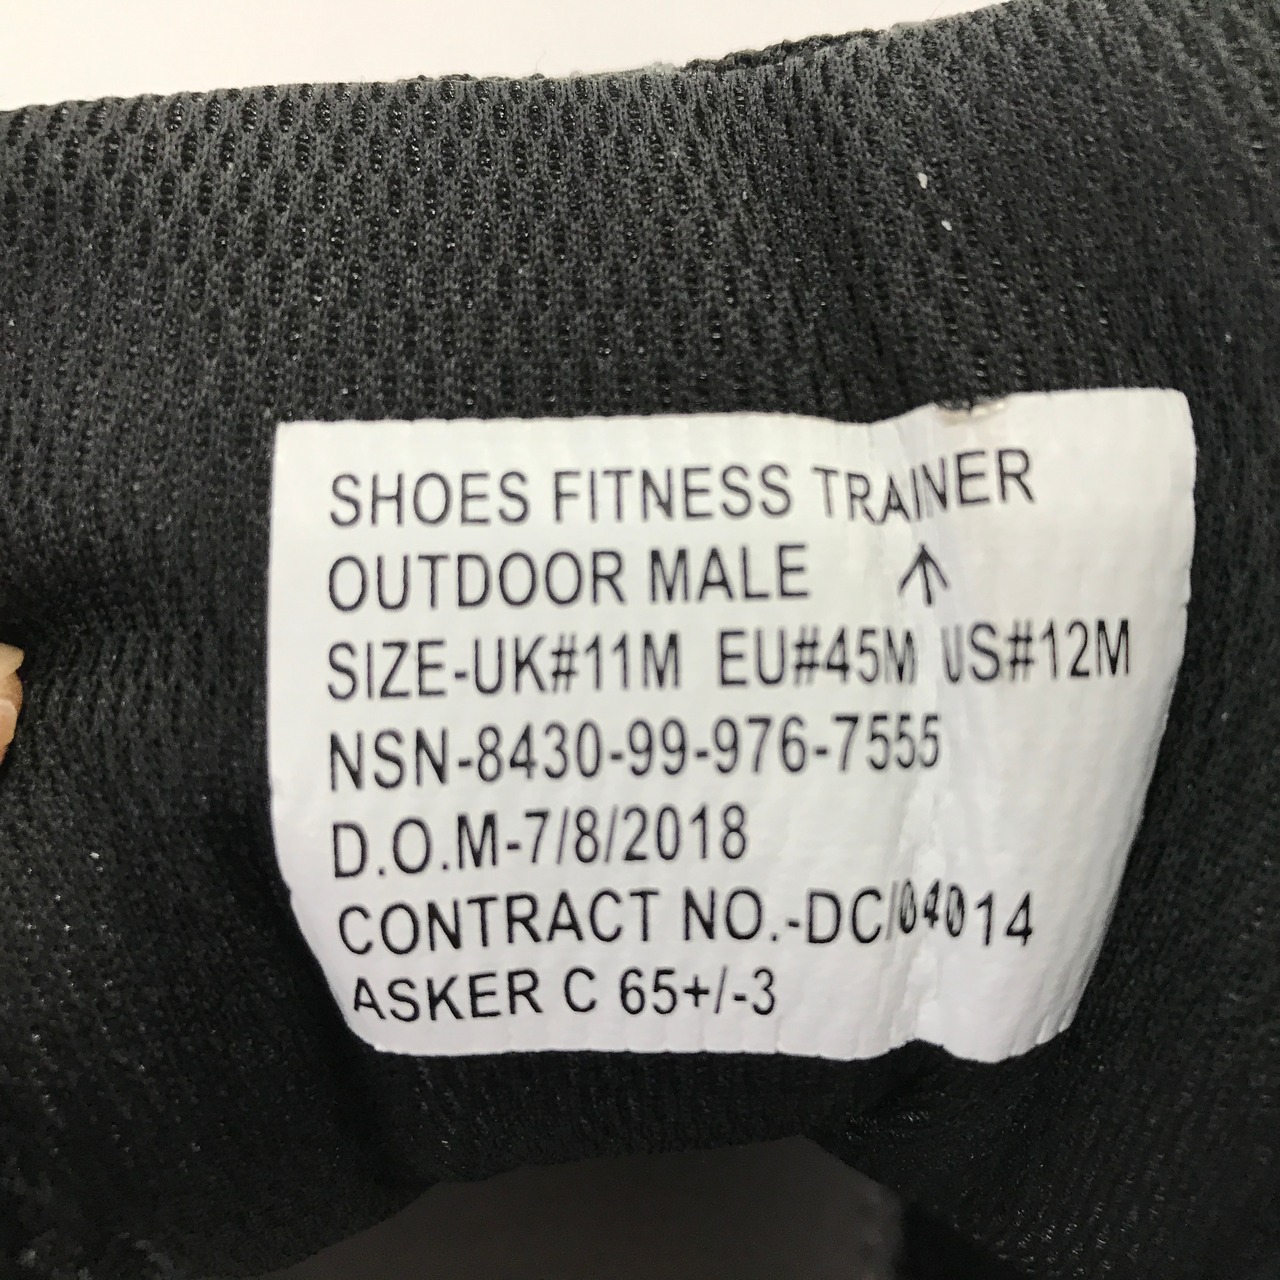 SHOES FITNESS TRAINER
OUTDOOR MALE ↑
SIZE-UK#11M EU#45M US#12M
NSN-8430-99-976-7555
D.O.M-7/8/2018
CONTRACT NO.-DC/04014
ASKER C 65+/-3